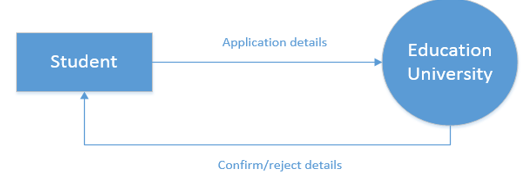 Student
Application details
Education
University
Confirm/reject details